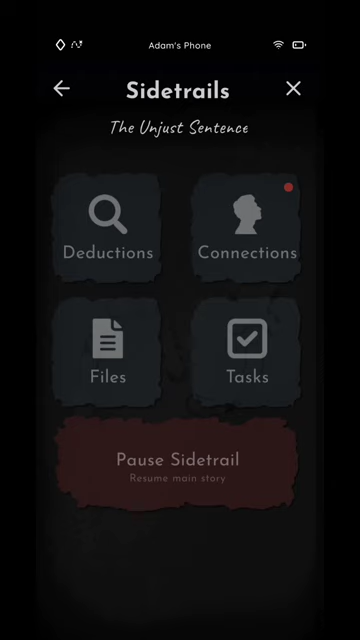 Adam's Phone
Sidetrails
The Unjust Sentence
Deductions
Connections
Files
Tasks
Pause Sidetrail
Resume main story